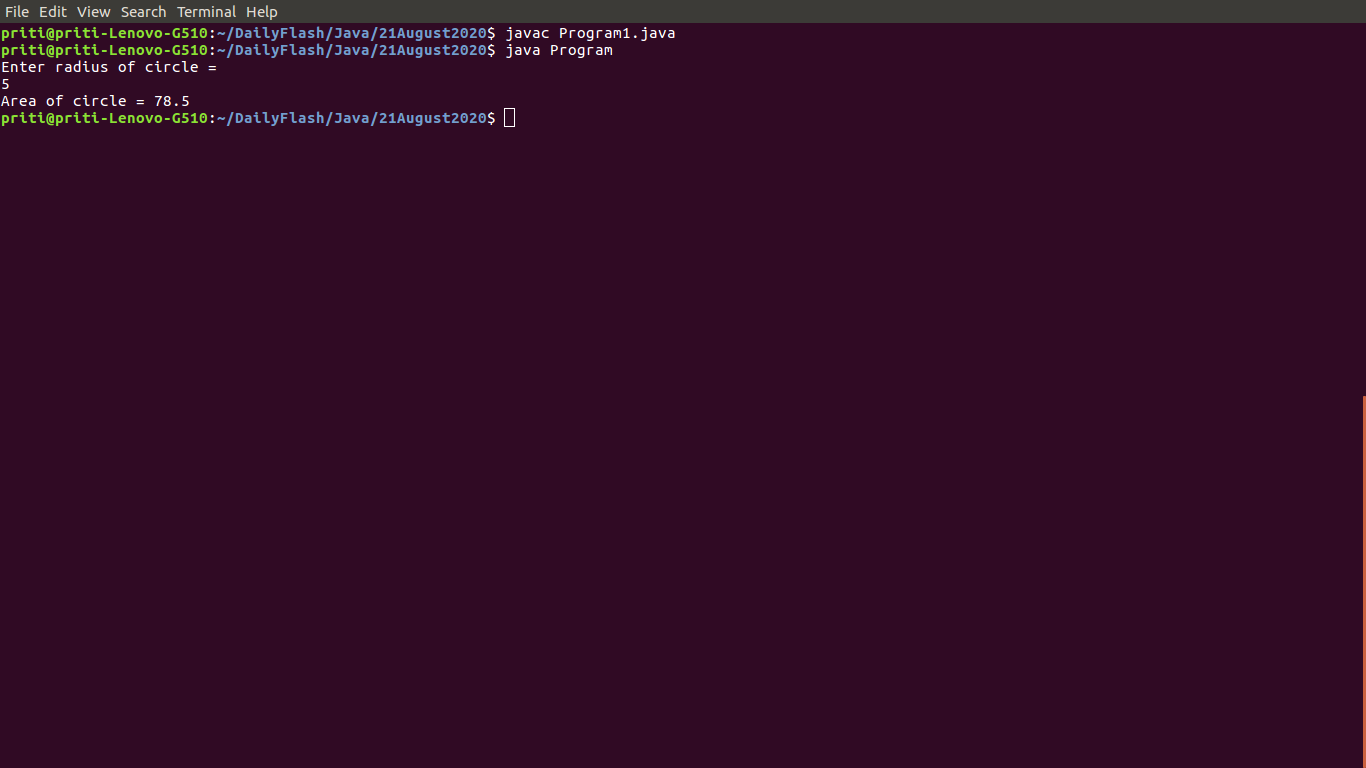 File Edit View Search Terminal Help
priti@priti-Lenovo-G510:~/DailyFlash/Java/21August2020$ javac Program1.java
priti@priti-Lenovo-G510:~/DailyFlash/Java/21August2020$ java Program
Enter radius of circle =
5
Area of circle = 78.5
priti@priti-Lenovo-G510:~/DailyFlash/Java/21August2020$